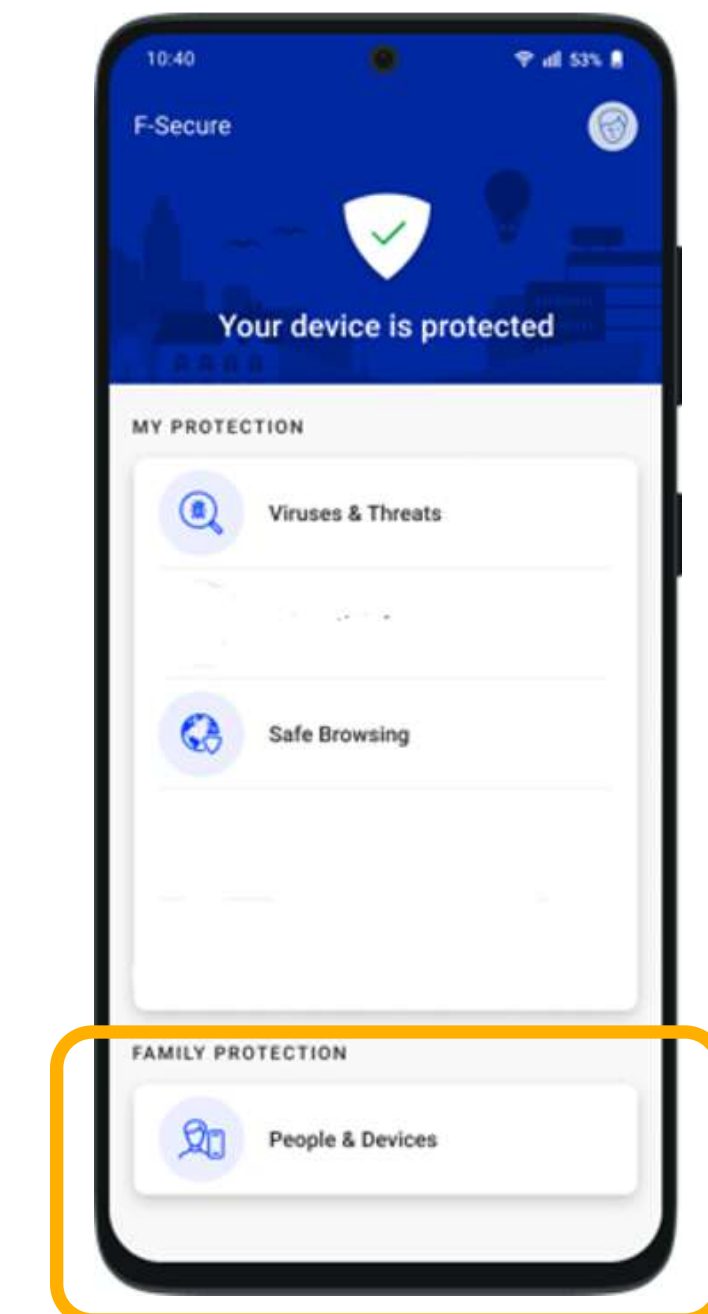 10:40 53%
F-Secure
Your device is protected
MY PROTECTION
Viruses & Threats
Safe Browsing
FAMILY PROTECTION
People & Devices